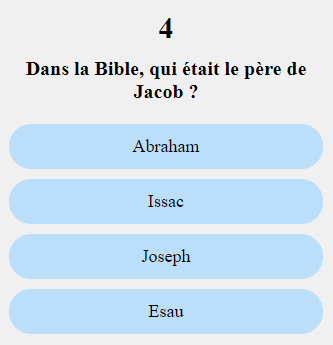 4
Dans la Bible, qui était le père de
Jacob ?
Abraham
Issac
Joseph
Esau